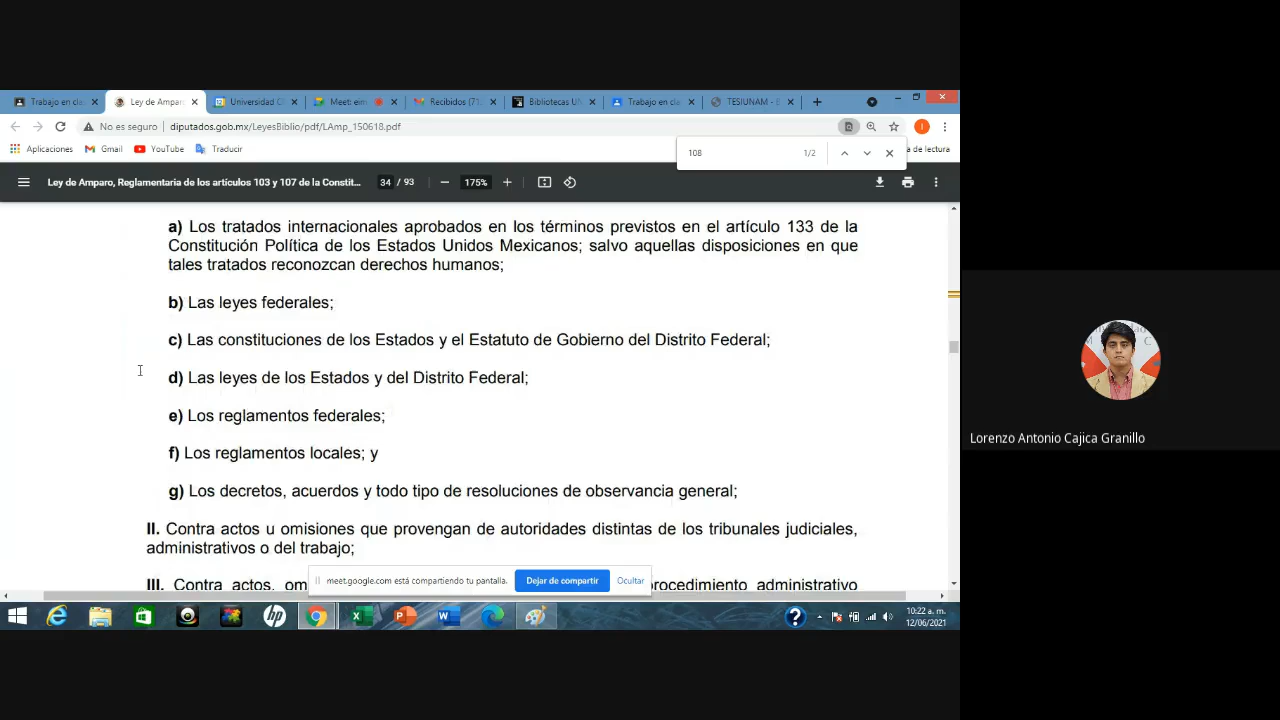 Trabajo en cla
Ley de Ampar
Universidad C
Meet: em
Recibidos (71
Bibliotecas UN
Trabajo en cla
TESIUNAM - B
No es seguro
diputados.gob.mx/LeyesBiblio/pdf/LAmp_150618.pdf
Aplicaciones
Gmail
YouTube
Traducir
108
1/2
a de lectura
Ley de Amparo, Reglamentaria de los artículos 103 y 107 de la Constit...
34 / 93
175%
a) Los tratados internacionales aprobados en los términos previstos en el artículo 133 de la
Constitución Política de los Estados Unidos Mexicanos; salvo aquellas disposiciones en que
tales tratados reconozcan derechos humanos;
b) Las leyes federales;
c) Las constituciones de los Estados y el Estatuto de Gobierno del Distrito Federal;
d) Las leyes de los Estados y del Distrito Federal;
e) Los reglamentos federales;
f) Los reglamentos locales; y
g) Los decretos, acuerdos y todo tipo de resoluciones de observancia general;
II. Contra actos u omisiones que provengan de autoridades distintas de los tribunales judiciales,
administrativos o del trabajo;
III. Contra actos, om
rocedimiento administrativo
meet.google.com está compartiendo tu pantalla.
Dejar de compartir
Ocultar
10:22 a. m.
12/06/2021
Lorenzo Antonio Cajica Granillo